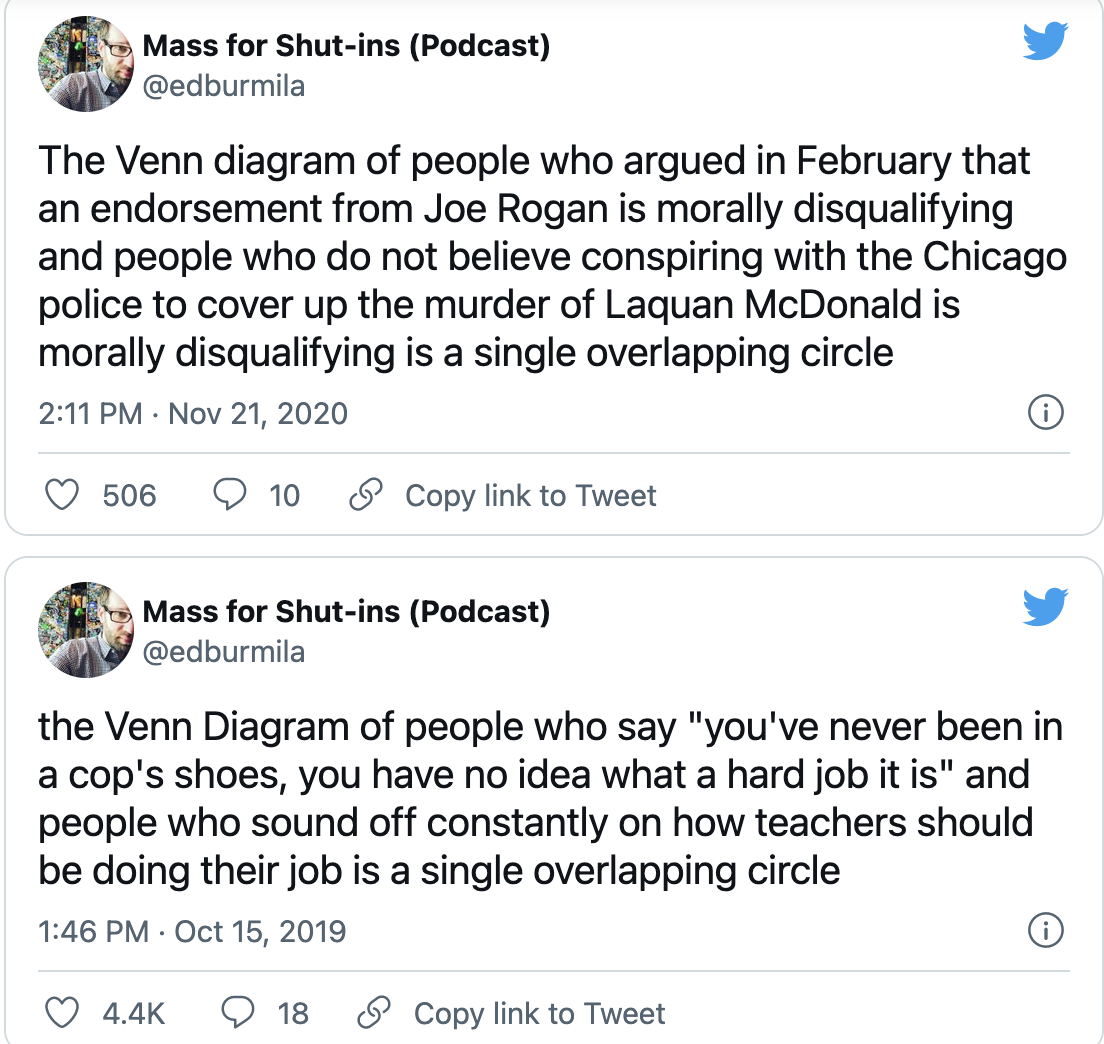 Mass for Shut-ins (Podcast)
@edburmila
The Venn diagram of people who argued in February that
an endorsement from Joe Rogan is morally disqualifying
and people who do not believe conspiring with the Chicago
police to cover up the murder of Laquan McDonald is
morally disqualifying is a single overlapping circle
2:11 PM · Nov 21, 2020
506 10 Copy link to Tweet
Mass for Shut-ins (Podcast)
@edburmila
the Venn Diagram of people who say "you've never been in
a cop's shoes, you have no idea what a hard job it is" and
people who sound off constantly on how teachers should
be doing their job is a single overlapping circle
1:46 PM · Oct 15, 2019
4.4K 18 Copy link to Tweet